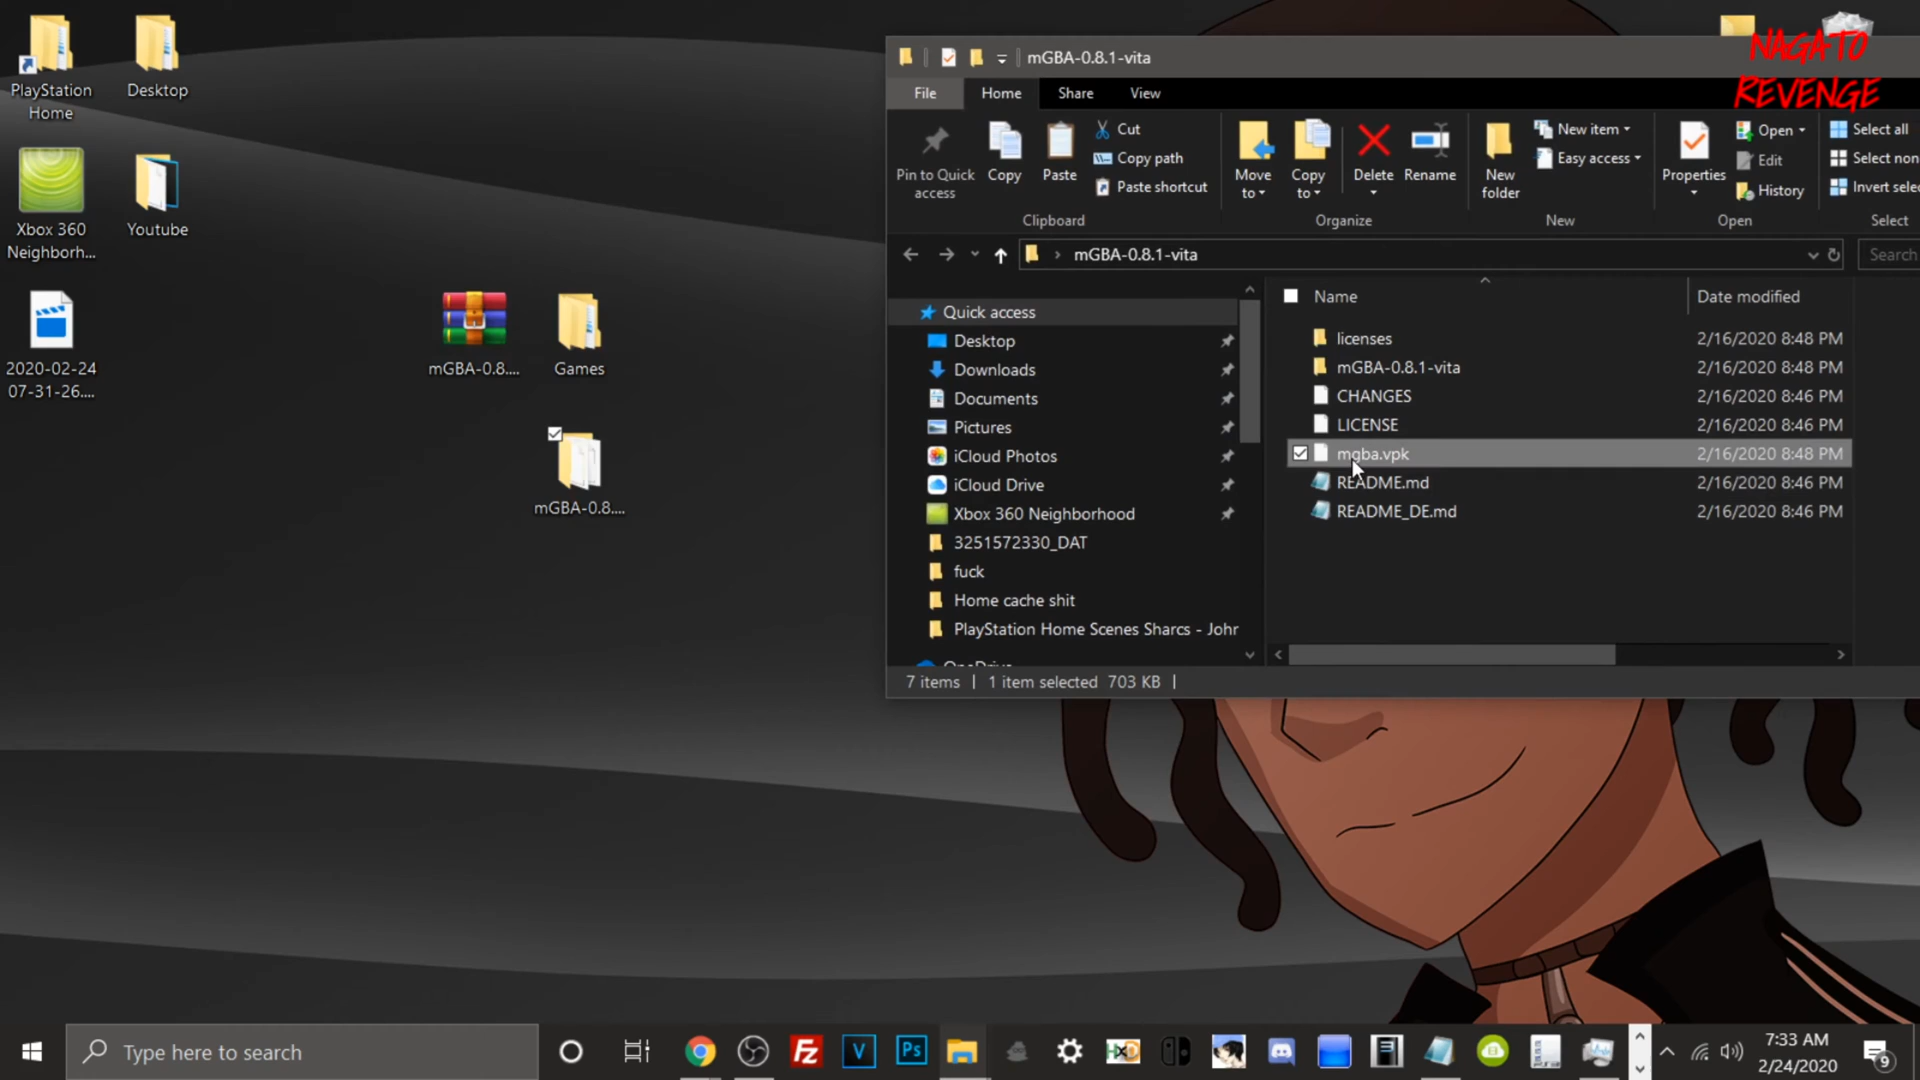 PlayStation
Home
Desktop
Xbox 360
Neighborh...
Youtube
2020-02-24
07-31-26....
mGBA-0.8....
Games
mGBA-0.8....
NAGATO
REVENGE
mGBA-0.8.1-vita
File
Home
Share
View
Pin to Quick
access
Copy
Paste
Cut
Copy path
Paste shortcut
Clipboard
Move
to
Copy
to
Delete
Rename
Organize
New
folder
New item
Easy access
New
Properties
Open
Edit
History
Open
Select all
Select non
Invert selec
Select
mGBA-0.8.1-vita
Search
Quick access
Desktop
Downloads
Documents
Pictures
iCloud Photos
iCloud Drive
Xbox 360 Neighborhood
3251572330_DAT
fuck
Home cache shit
PlayStation Home Scenes Sharcs - Johr
OneDrive
Name
Date modified
licenses 2/16/2020 8:48 PM
mGBA-0.8.1-vita 2/16/2020 8:48 PM
CHANGES 2/16/2020 8:46 PM
LICENSE 2/16/2020 8:46 PM
mgba.vpk 2/16/2020 8:48 PM
README.md 2/16/2020 8:46 PM
README_DE.md 2/16/2020 8:46 PM
7 items | 1 item selected 703 KB |
Type here to search
Fz
V
Ps
HxD
7:33 AM
2/24/2020
9